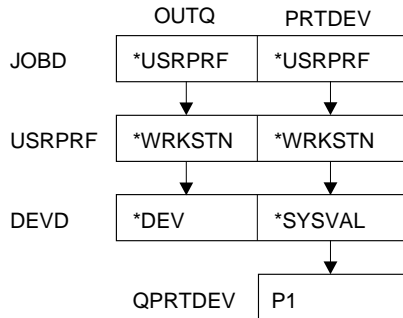 OUTQ PRTDEV
JOBD *USRPRF *USRPRF
USRPRF *WRKSTN *WRKSTN
DEVD *DEV *SYSVAL
QPRTDEV P1